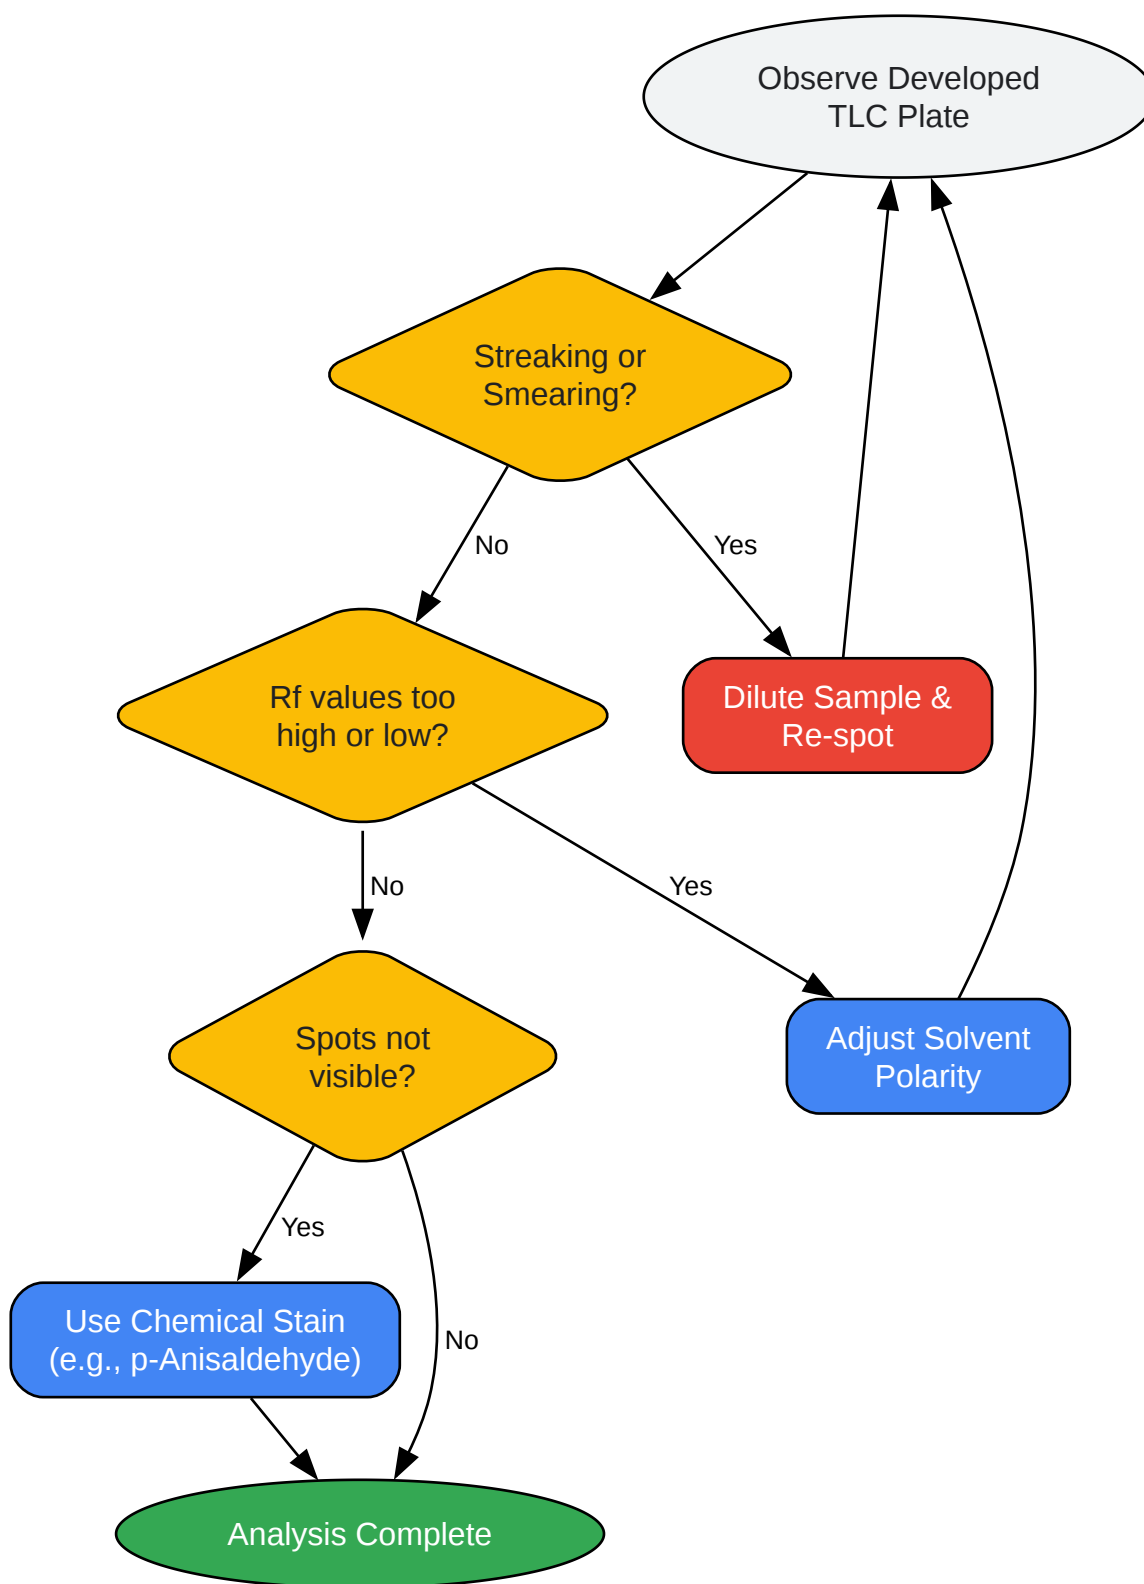 Observe Developed
TLC Plate
Streaking or
Smearing?
No
Yes
Rf values too
high or low?
Dilute Sample &
Re-spot
No
Yes
Spots not
visible?
Adjust Solvent
Polarity
Yes
Use Chemical Stain
(e.g., p-Anisaldehyde)
No
Analysis Complete